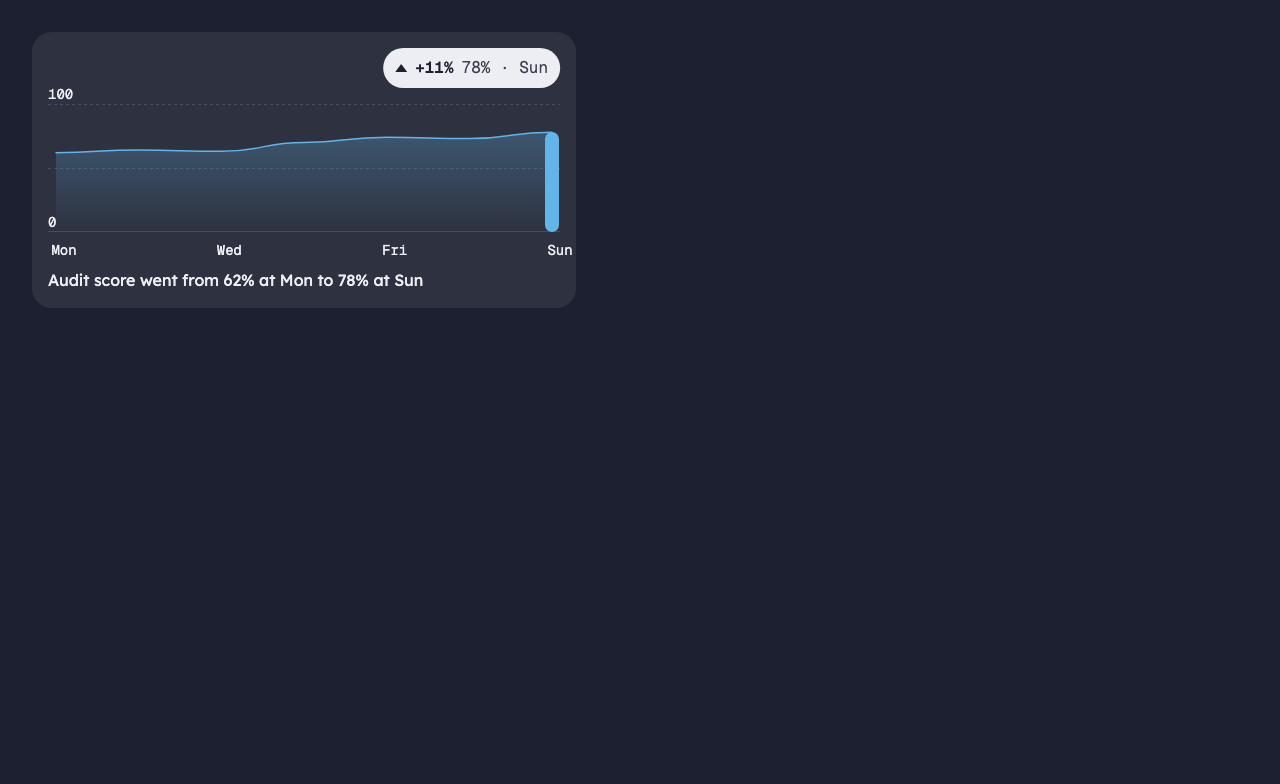 +11% 78% · Sun
100
0
Mon Wed Fri Sun
Audit score went from 62% at Mon to 78% at Sun